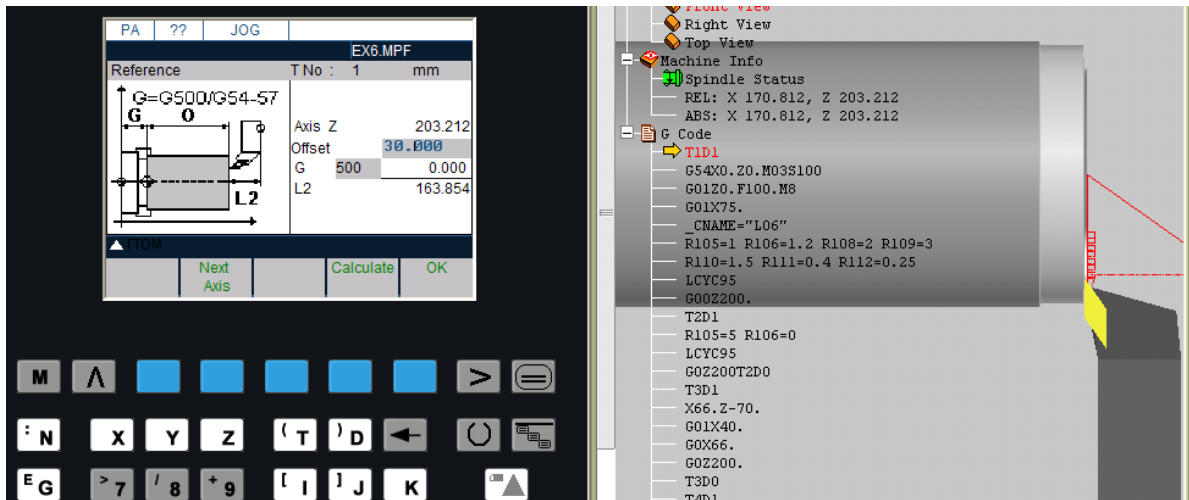 PA ?? JOG
EX6.MPF
Reference T No : 1 mm
G=G500/G54-57
G O
L2
Axis Z 203.212
Offset 30.000
G 500 0.000
L2 163.854
TTOM
Next Axis Calculate OK
M Λ > 
: N X Y Z ( T ) D
E G > 7 / 8 + 9 [ I ] J K
Front View
Right View
Top View
Machine Info
Spindle Status
REL: X 170.812, Z 203.212
ABS: X 170.812, Z 203.212
G Code
T1D1
G54X0.Z0.M03S100
G01Z0.F100.M8
G01X75.
_CNAME="L06"
R105=1 R106=1.2 R108=2 R109=3
R110=1.5 R111=0.4 R112=0.25
LCYC95
G00Z200.
T2D1
R105=5 R106=0
LCYC95
G0Z200T2D0
T3D1
X66.Z-70.
G01X40.
G0X66.
G0Z200.
T3D0
T4D1